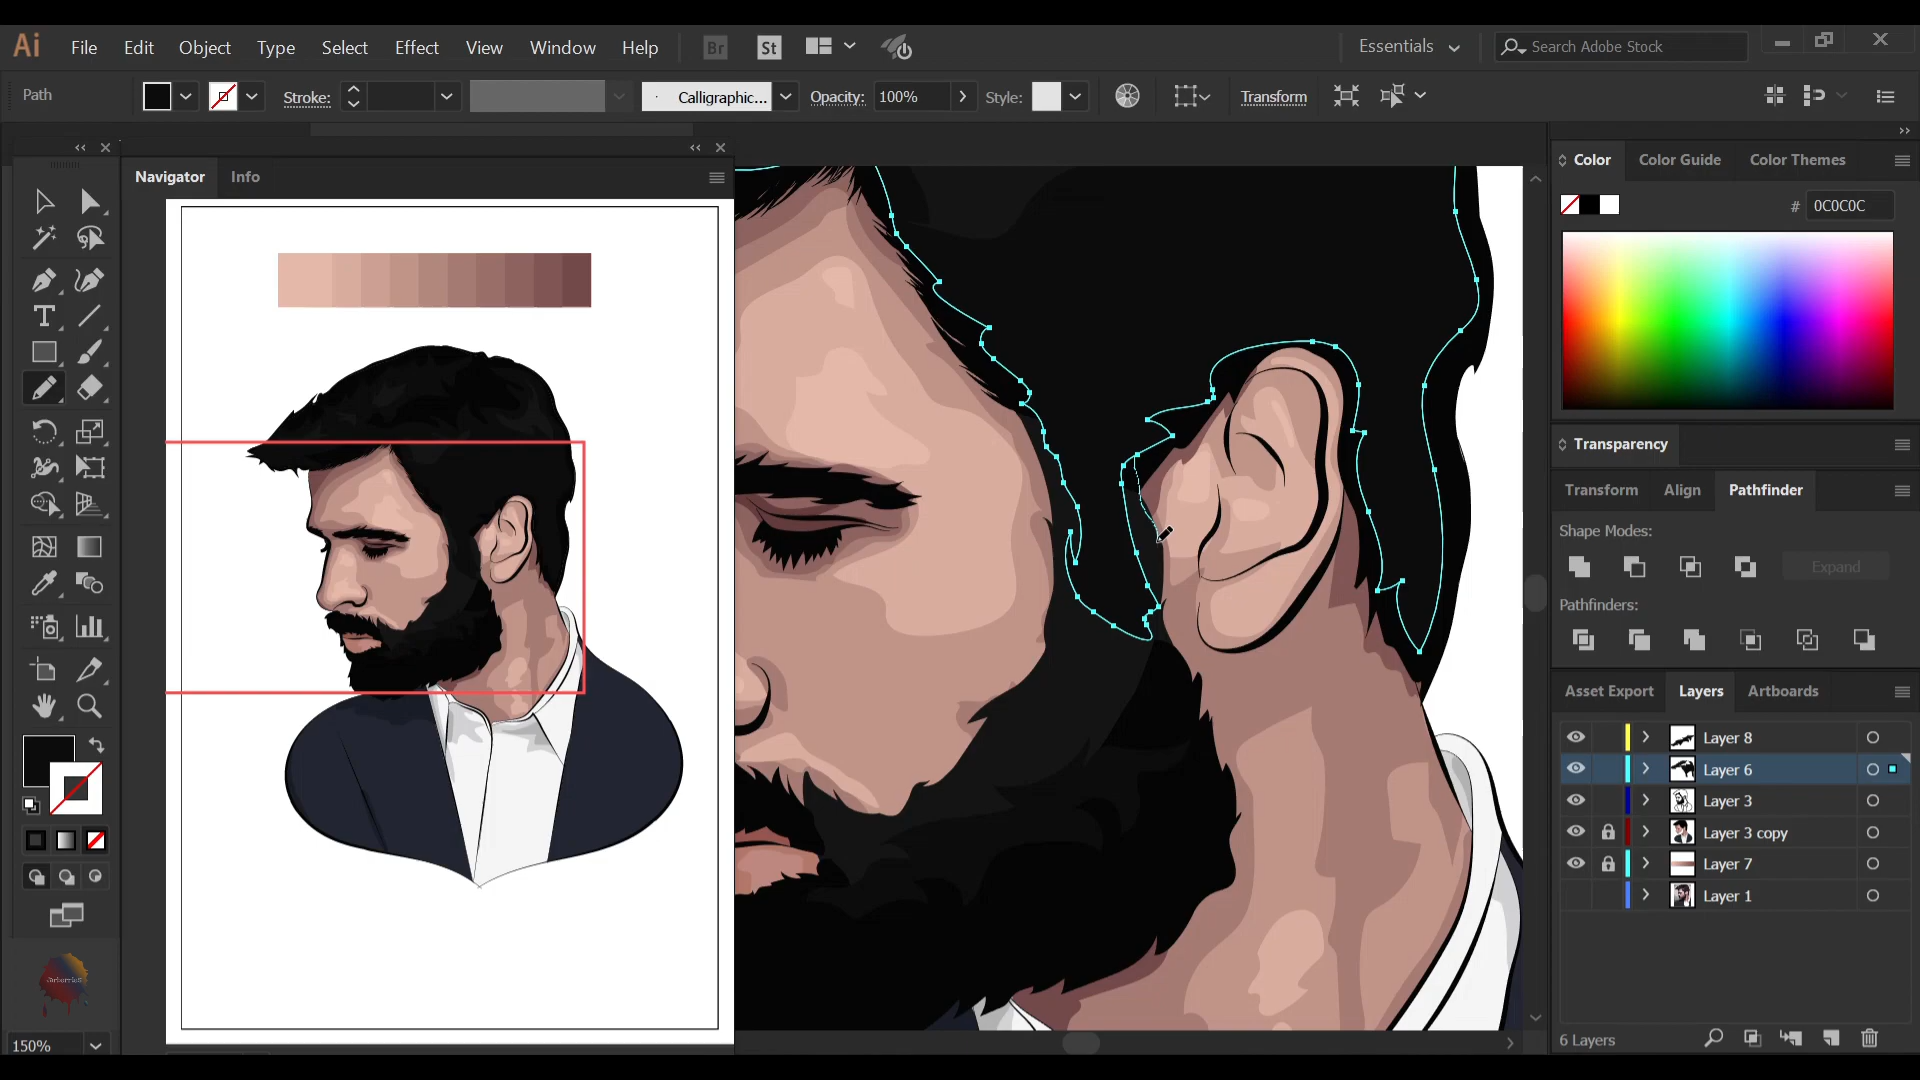 Ai File Edit Object Type Select Effect View Window Help Br St Essentials Search Adobe Stock
Path Stroke: Calligraphic... Opacity: 100% Style: Transform
Navigator Info
Color Color Guide Color Themes
# 0C0C0C
Transparency
Transform Align Pathfinder
Shape Modes:
Expand
Pathfinders:
Asset Export Layers Artboards
Layer 8
Layer 6
Layer 3
Layer 3 copy
Layer 7
Layer 1
6 Layers
150%